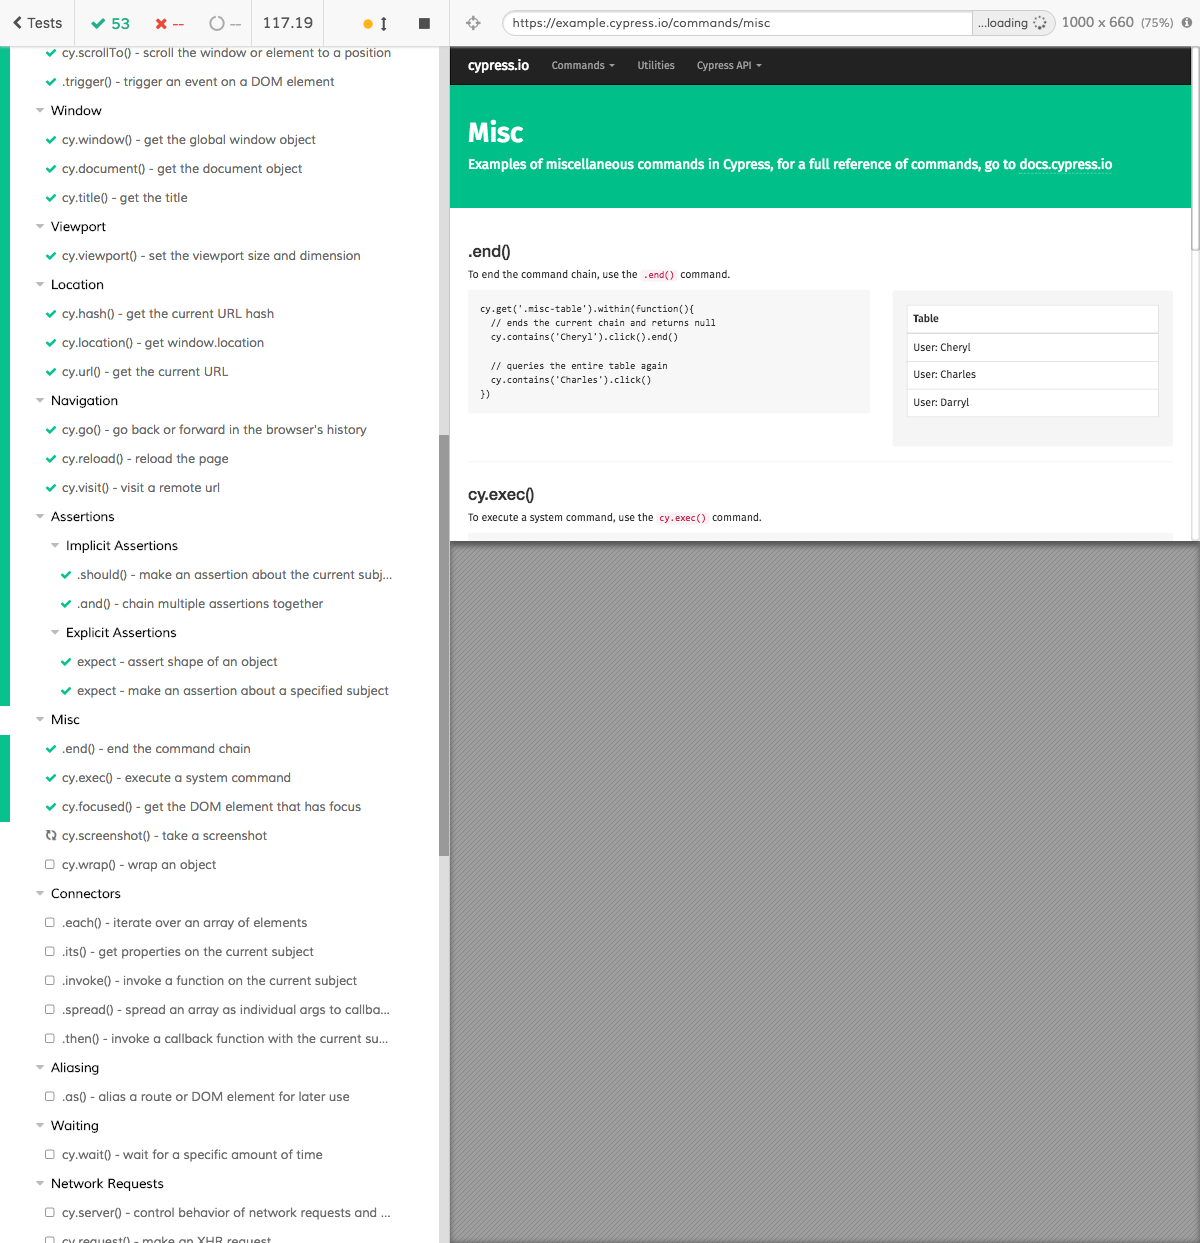 Tests 53 -- -- 117.19
https://example.cypress.io/commands/misc ...loading 1000 x 660 (75%)
cy.scrollTo() - scroll the window or element to a position
.trigger() - trigger an event on a DOM element
Window
cy.window() - get the global window object
cy.document() - get the document object
cy.title() - get the title
Viewport
cy.viewport() - set the viewport size and dimension
Location
cy.hash() - get the current URL hash
cy.location() - get window.location
cy.url() - get the current URL
Navigation
cy.go() - go back or forward in the browser's history
cy.reload() - reload the page
cy.visit() - visit a remote url
Assertions
Implicit Assertions
.should() - make an assertion about the current subj...
.and() - chain multiple assertions together
Explicit Assertions
expect - assert shape of an object
expect - make an assertion about a specified subject
Misc
.end() - end the command chain
cy.exec() - execute a system command
cy.focused() - get the DOM element that has focus
cy.screenshot() - take a screenshot
cy.wrap() - wrap an object
Connectors
.each() - iterate over an array of elements
.its() - get properties on the current subject
.invoke() - invoke a function on the current subject
.spread() - spread an array as individual args to callba...
.then() - invoke a callback function with the current su...
Aliasing
.as() - alias a route or DOM element for later use
Waiting
cy.wait() - wait for a specific amount of time
Network Requests
cy.server() - control behavior of network requests and ...
cy.request() - make an XHR request
cypress.io Commands Utilities Cypress API
Misc
Examples of miscellaneous commands in Cypress, for a full reference of commands, go to docs.cypress.io
.end()
To end the command chain, use the .end() command.
cy.get('.misc-table').within(function(){
// ends the current chain and returns null
cy.contains('Cheryl').click().end()
// queries the entire table again
cy.contains('Charles').click()
})
Table
User: Cheryl
User: Charles
User: Darryl
cy.exec()
To execute a system command, use the cy.exec() command.